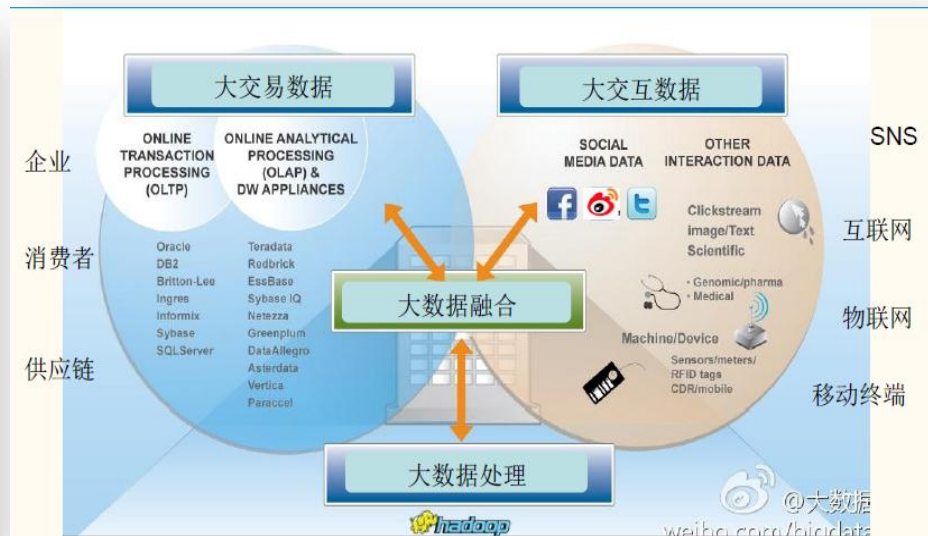 大交易数据
大交互数据
企业
消费者
供应链
ONLINE
TRANSACTION
PROCESSING
(OLTP)
ONLINE ANALYTICAL
PROCESSING
(OLAP) &
DW APPLIANCES
Oracle
DB2
Britton-Lee
Ingres
Informix
Sybase
SQLServer
Teradata
Redbrick
EssBase
Sybase IQ
Netezza
Greenplum
DataAllegro
Asterdata
Vertica
Paraccel
SOCIAL
MEDIA DATA
OTHER
INTERACTION DATA
Clickstream
image/Text
Scientific
• Genomic/pharma
• Medical
Machine/Device
Sensors/meters/
RFID tags
CDR/mobile
SNS
互联网
物联网
移动终端
大数据融合
大数据处理
hadoop
@大数据
weibo.com/bigdata